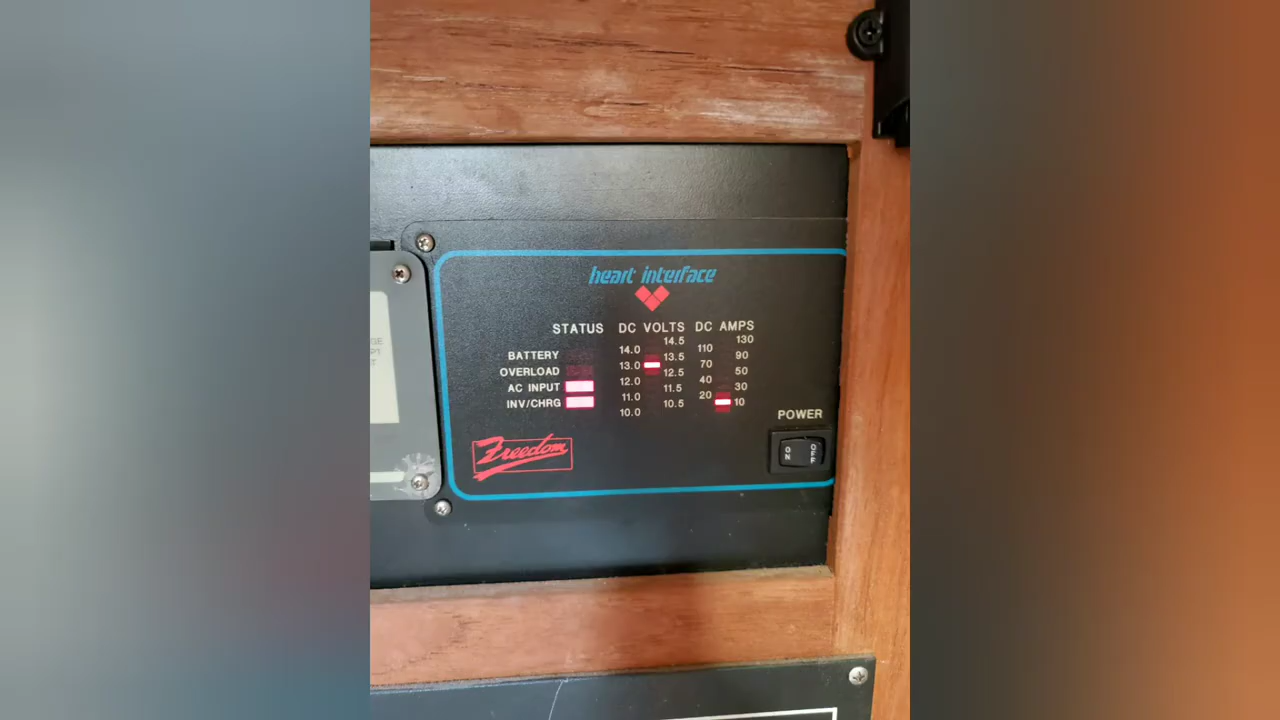 heart interface
STATUS DC VOLTS DC AMPS
14.5 130
14.0 110
BATTERY 13.5 90
13.0 70
OVERLOAD 12.5 50
12.0 40
AC INPUT 11.5 30
11.0 20
INV/CHRG 10.5 10
10.0
POWER
ON OFF
Freedom